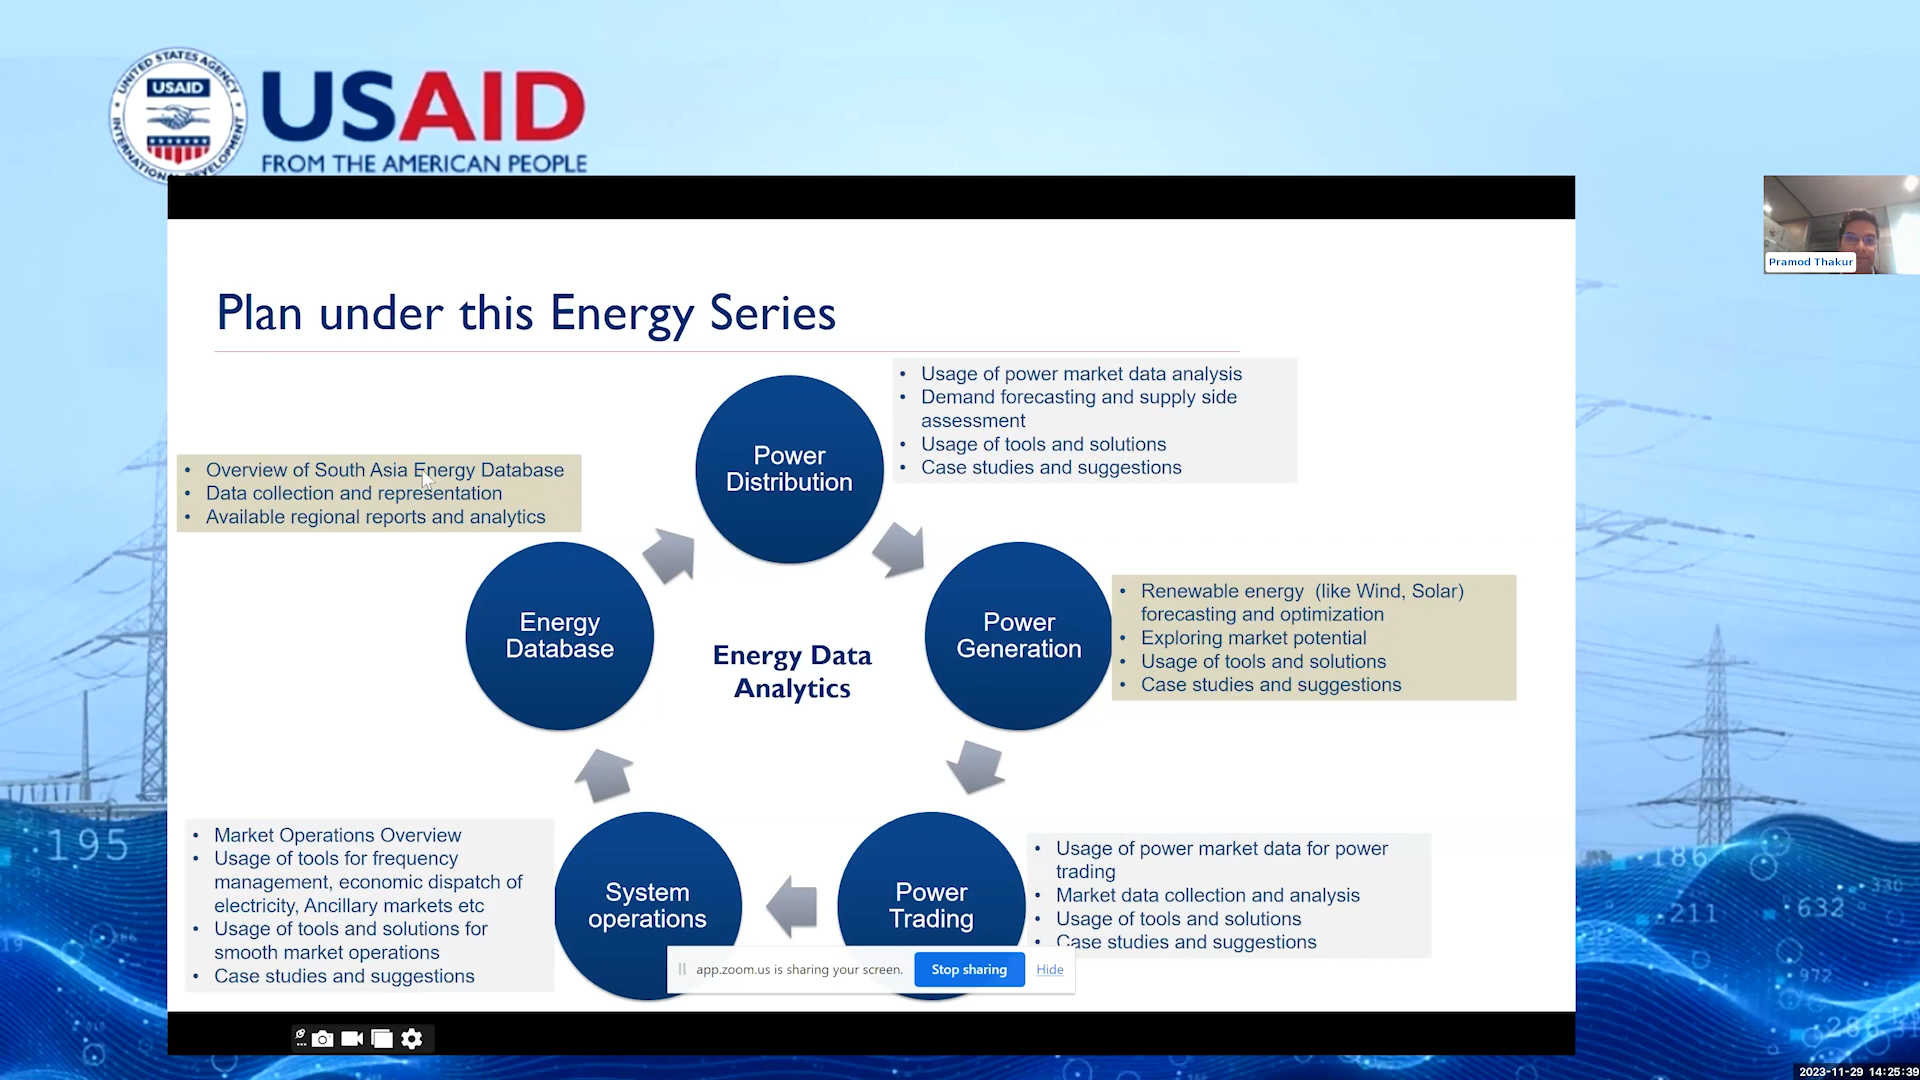 UNITED STATES AGENCY
USAID
INTERNATIONAL DEVELOPMENT
USAID
FROM THE AMERICAN PEOPLE
Pramod Thakur
Plan under this Energy Series
• Usage of power market data analysis
• Demand forecasting and supply side
assessment
• Usage of tools and solutions
• Case studies and suggestions
Power
Distribution
• Overview of South Asia Energy Database
• Data collection and representation
• Available regional reports and analytics
Energy
Database
Energy Data
Analytics
Power
Generation
• Renewable energy (like Wind, Solar)
forecasting and optimization
• Exploring market potential
• Usage of tools and solutions
• Case studies and suggestions
• Market Operations Overview
• Usage of tools for frequency
management, economic dispatch of
electricity, Ancillary markets etc
• Usage of tools and solutions for
smooth market operations
• Case studies and suggestions
System
operations
Power
Trading
• Usage of power market data for power
trading
• Market data collection and analysis
• Usage of tools and solutions
• Case studies and suggestions
app.zoom.us is sharing your screen.
Stop sharing
Hide
195
186
330
211
632
972
2023-11-29 14:25:39